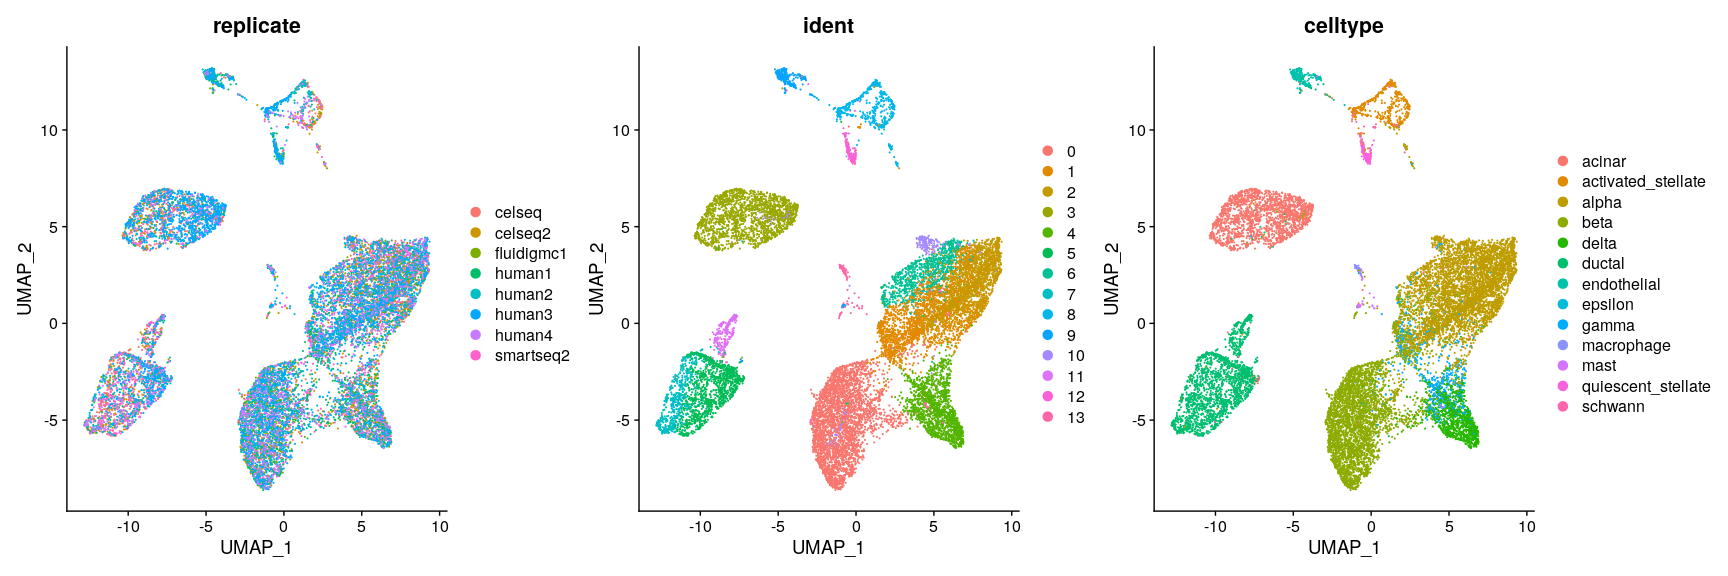 replicate
UMAP_2
10
5
0
-5
-10
-5
0
5
10
UMAP_1
celseq
celseq2
fluidigmc1
human1
human2
human3
human4
smartseq2
ident
UMAP_2
10
5
0
-5
-10
-5
0
5
10
UMAP_1
0
1
2
3
4
5
6
7
8
9
10
11
12
13
celltype
UMAP_2
10
5
0
-5
-10
-5
0
5
10
UMAP_1
acinar
activated_stellate
alpha
beta
delta
ductal
endothelial
epsilon
gamma
macrophage
mast
quiescent_stellate
schwann